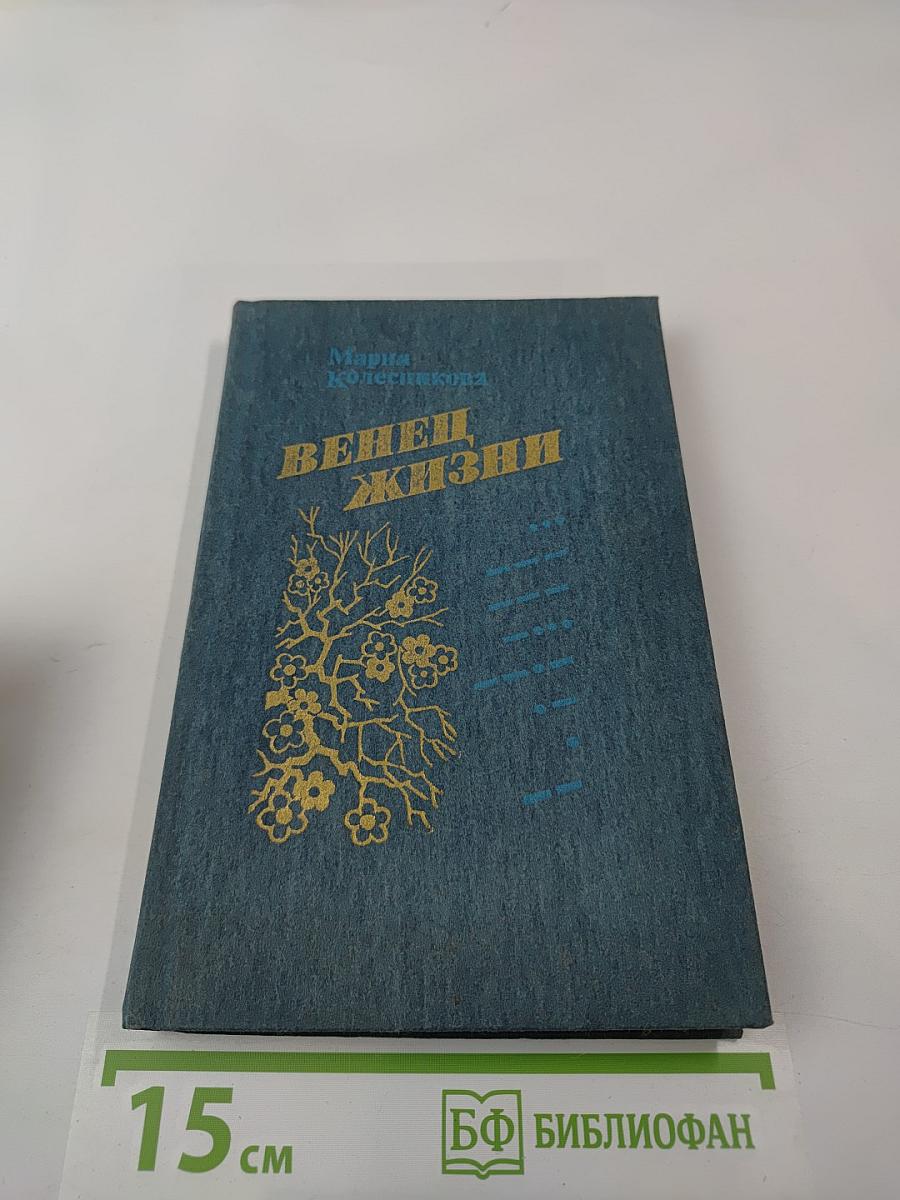 Мария
Колесникова
ВЕНЕЦ
ЖИЗНИ
• • •
— — —
— — —
— • • •
— — • —
• —
•
— —
15 см
БФ БИБЛИОФАН